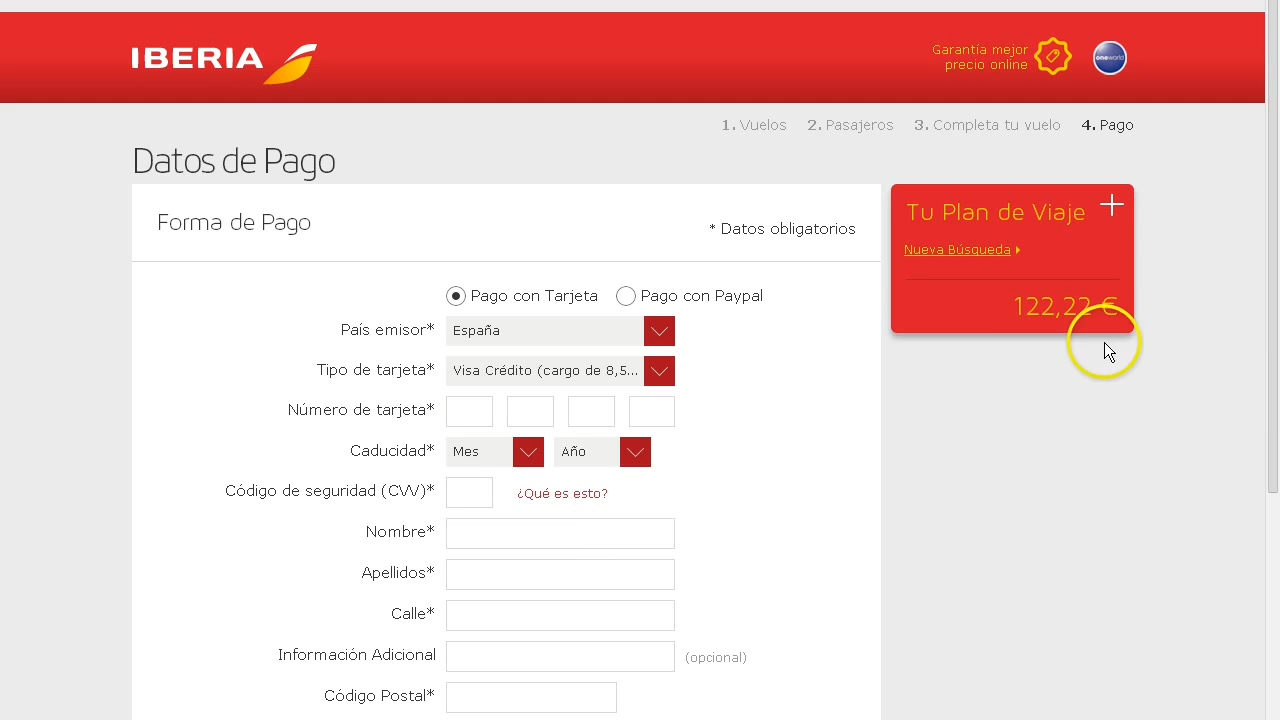 IBERIA
Garantía mejor
precio online
oneworld
1. Vuelos 2. Pasajeros 3. Completa tu vuelo 4. Pago
Datos de Pago
Forma de Pago
* Datos obligatorios
Tu Plan de Viaje
Nueva Búsqueda
122,22 €
Pago con Tarjeta Pago con Paypal
País emisor* España
Tipo de tarjeta* Visa Crédito (cargo de 8,5...
Número de tarjeta*
Caducidad* Mes Año
Código de seguridad (CVV)* ¿Qué es esto?
Nombre*
Apellidos*
Calle*
Información Adicional (opcional)
Código Postal*